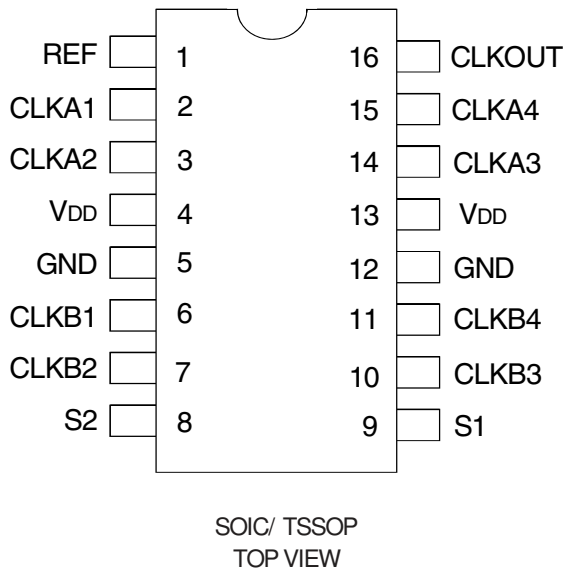 REF 1 16 CLKOUT
CLKA1 2 15 CLKA4
CLKA2 3 14 CLKA3
VDD 4 13 VDD
GND 5 12 GND
CLKB1 6 11 CLKB4
CLKB2 7 10 CLKB3
S2 8 9 S1
SOIC/ TSSOP
TOP VIEW